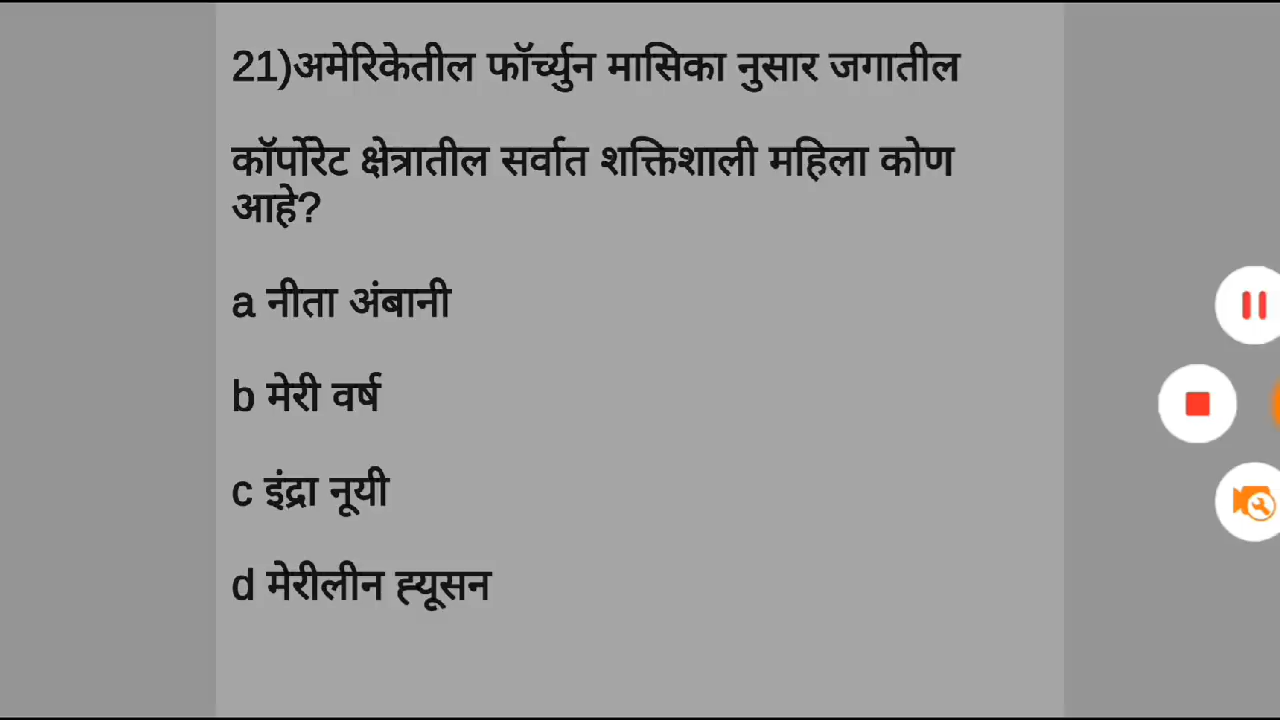 21)अमेरिकेतील फॉर्च्युन मासिका नुसार जगातील
कॉर्पोरेट क्षेत्रातील सर्वात शक्तिशाली महिला कोण
आहे?
a नीता अंबानी
b मेरी वर्ष
c इंद्रा नूयी
d मेरीलीन ह्यूसन